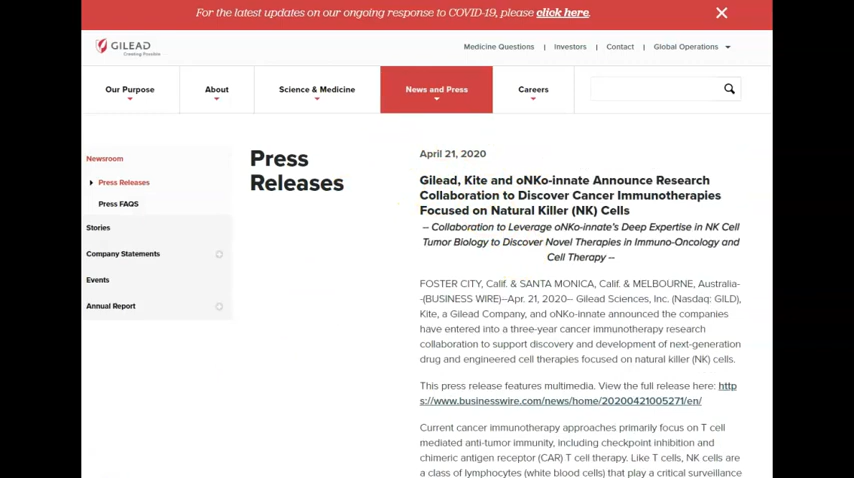 For the latest updates on our ongoing response to COVID-19, please click here.
GILEAD
Creating Possible
Medicine Questions | Investors | Contact | Global Operations
Our Purpose
About
Science & Medicine
News and Press
Careers
Newsroom
Press Releases
Press FAQS
Stories
Company Statements
Events
Annual Report
Press
Releases
April 21, 2020
Gilead, Kite and oNKo-innate Announce Research
Collaboration to Discover Cancer Immunotherapies
Focused on Natural Killer (NK) Cells
-- Collaboration to Leverage oNKo-innate's Deep Expertise in NK Cell
Tumor Biology to Discover Novel Therapies in Immuno-Oncology and
Cell Therapy --
FOSTER CITY, Calif. & SANTA MONICA, Calif. & MELBOURNE, Australia-
-(BUSINESS WIRE)--Apr. 21, 2020-- Gilead Sciences, Inc. (Nasdaq: GILD),
Kite, a Gilead Company, and oNKo-innate announced the companies
have entered into a three-year cancer immunotherapy research
collaboration to support discovery and development of next-generation
drug and engineered cell therapies focused on natural killer (NK) cells.
This press release features multimedia. View the full release here: http
s://www.businesswire.com/news/home/20200421005271/en/
Current cancer immunotherapy approaches primarily focus on T cell
mediated anti-tumor immunity, including checkpoint inhibition and
chimeric antigen receptor (CAR) T cell therapy. Like T cells, NK cells are
a class of lymphocytes (white blood cells) that play a critical surveillance